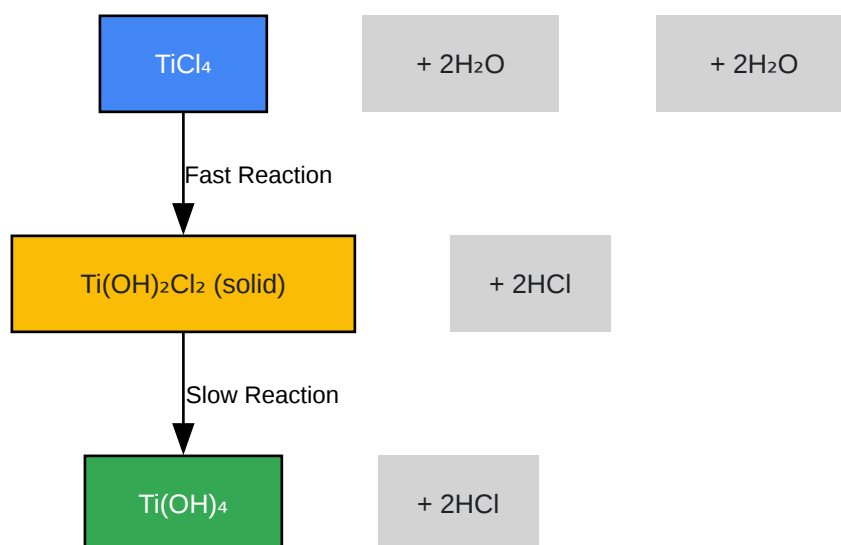 TiCl₄
+ 2H₂O
+ 2H₂O
Fast Reaction
Ti(OH)₂Cl₂ (solid)
+ 2HCl
Slow Reaction
Ti(OH)₄
+ 2HCl